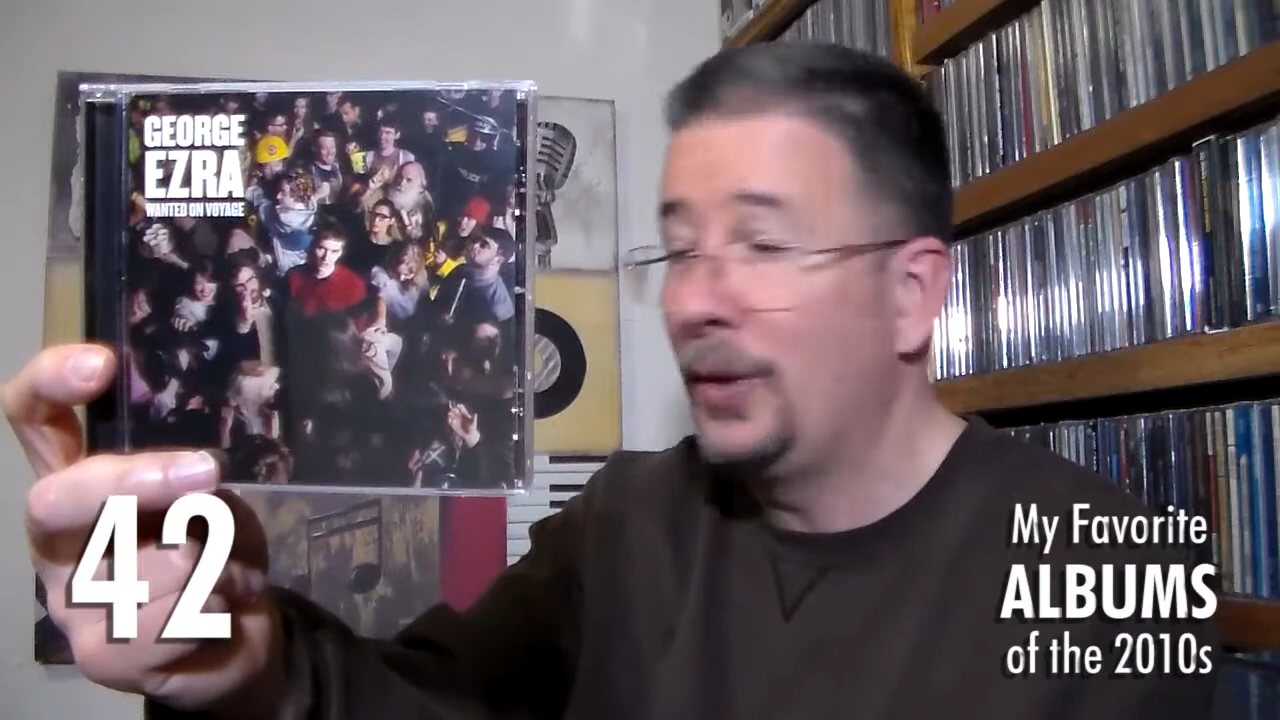 GEORGE
EZRA
WANTED ON VOYAGE
42
My Favorite
ALBUMS
of the 2010s